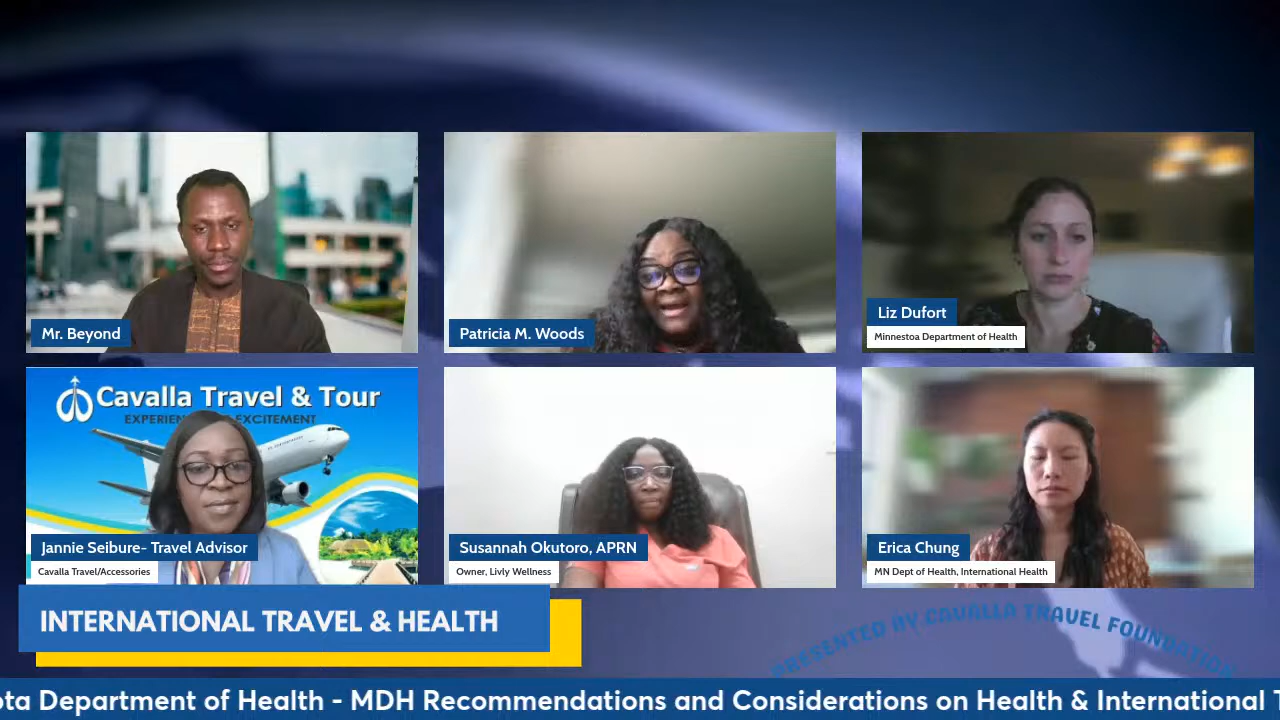 Mr. Beyond
Patricia M. Woods
Liz Dufort
Minnestoa Department of Health
Cavalla Travel & Tour
EXPERIEN EXCITEMENT
Jannie Seibure- Travel Advisor
Cavalla Travel/Accessories
Susannah Okutoro, APRN
Owner, Livly Wellness
Erica Chung
MN Dept of Health, International Health
INTERNATIONAL TRAVEL & HEALTH
PRESENTED BY CAVALLA TRAVEL FOUNDATION
ota Department of Health - MDH Recommendations and Considerations on Health & International T